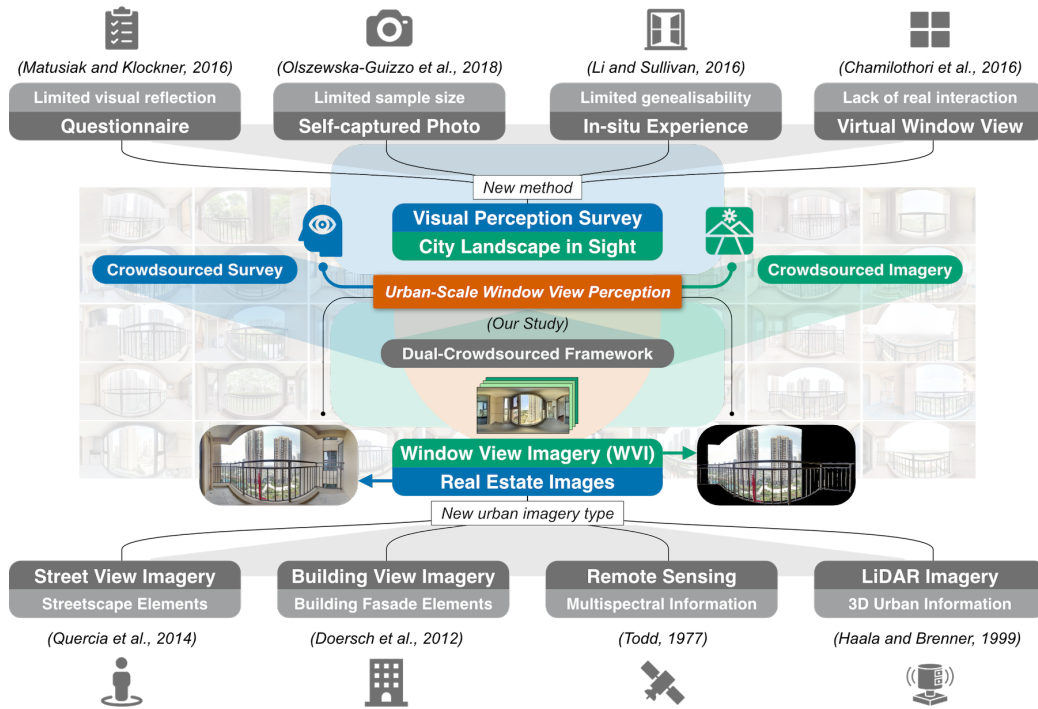 (Matusiak and Klockner, 2016)
(Olszewska-Guizzo et al., 2018)
(Li and Sullivan, 2016)
(Chamilothori et al., 2016)
Limited visual reflection
Limited sample size
Limited genealisability
Lack of real interaction
Questionnaire
Self-captured Photo
In-situ Experience
Virtual Window View
New method
Visual Perception Survey
City Landscape in Sight
Crowdsourced Survey
Crowdsourced Imagery
Urban-Scale Window View Perception
(Our Study)
Dual-Crowdsourced Framework
Window View Imagery (WVI)
Real Estate Images
New urban imagery type
Street View Imagery
Building View Imagery
Remote Sensing
LiDAR Imagery
Streetscape Elements
Building Fasade Elements
Multispectral Information
3D Urban Information
(Quercia et al., 2014)
(Doersch et al., 2012)
(Todd, 1977)
(Haala and Brenner, 1999)